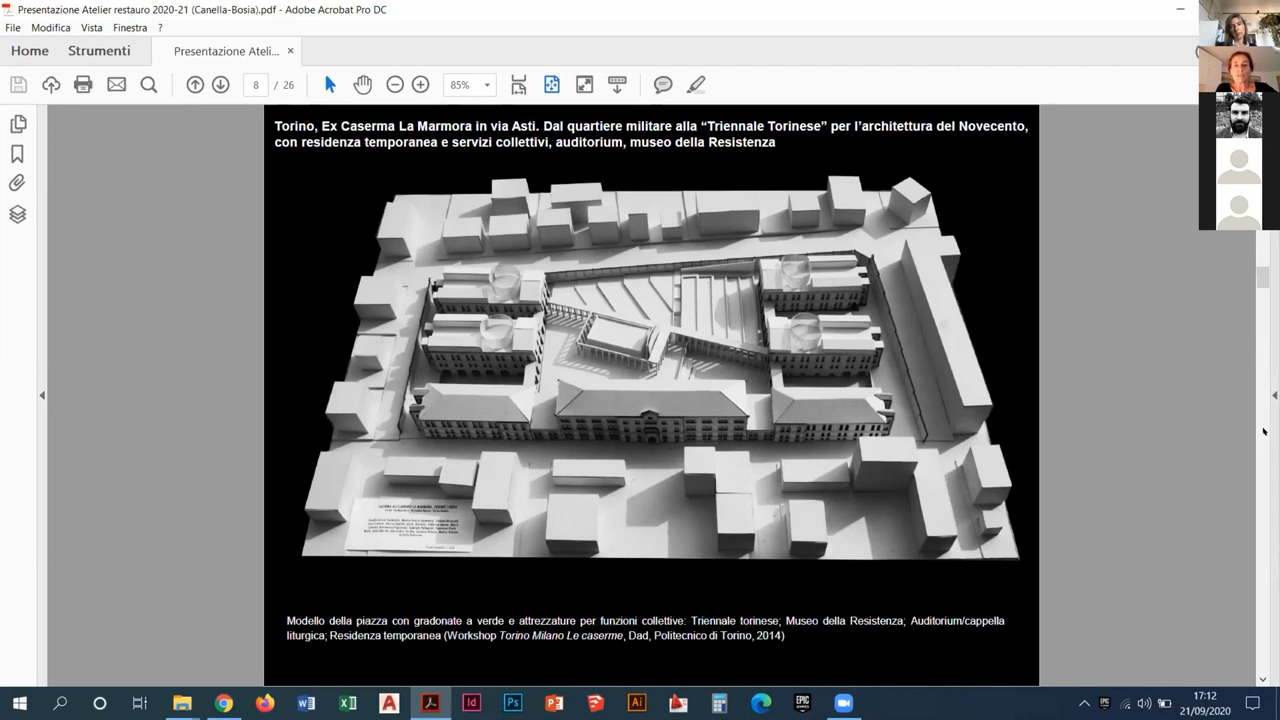 Presentazione Atelier restauro 2020-21 (Canella-Bosia).pdf - Adobe Acrobat Pro DC
File Modifica Vista Finestra ?
Home Strumenti Presentazione Ateli... ×
8 / 26 85%
Torino, Ex Caserma La Marmora in via Asti. Dal quartiere militare alla “Triennale Torinese” per l’architettura del Novecento,
con residenza temporanea e servizi collettivi, auditorium, museo della Resistenza
Modello della piazza con gradonate a verde e attrezzature per funzioni collettive: Triennale torinese; Museo della Resistenza; Auditorium/cappella
liturgica; Residenza temporanea (Workshop Torino Milano Le caserme, Dad, Politecnico di Torino, 2014)
17:12
21/09/2020